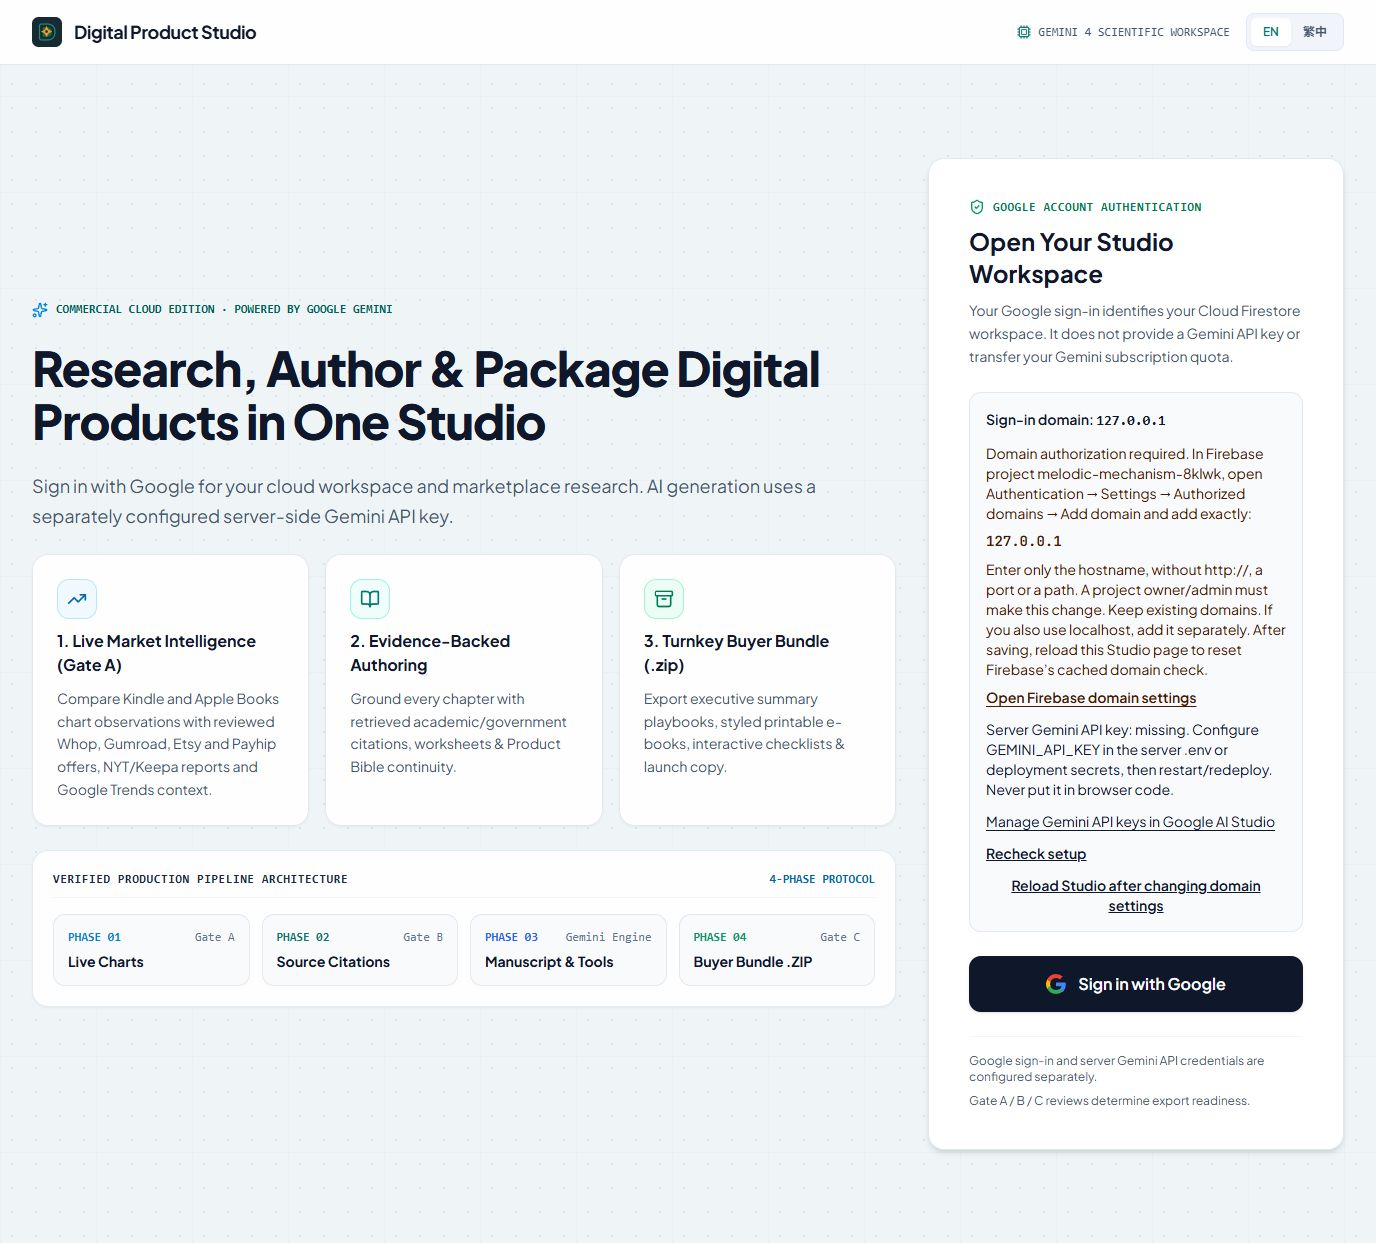 Digital Product Studio
GEMINI 4 SCIENTIFIC WORKSPACE
EN
繁中
COMMERCIAL CLOUD EDITION · POWERED BY GOOGLE GEMINI
Research, Author & Package Digital
Products in One Studio
Sign in with Google for your cloud workspace and marketplace research. AI generation uses a
separately configured server-side Gemini API key.
1. Live Market Intelligence
(Gate A)
Compare Kindle and Apple Books
chart observations with reviewed
Whop, Gumroad, Etsy and Payhip
offers, NYT/Keepa reports and
Google Trends context.
2. Evidence-Backed
Authoring
Ground every chapter with
retrieved academic/government
citations, worksheets & Product
Bible continuity.
3. Turnkey Buyer Bundle
(.zip)
Export executive summary
playbooks, styled printable e-
books, interactive checklists &
launch copy.
VERIFIED PRODUCTION PIPELINE ARCHITECTURE
4-PHASE PROTOCOL
PHASE 01
Gate A
Live Charts
PHASE 02
Gate B
Source Citations
PHASE 03
Gemini Engine
Manuscript & Tools
PHASE 04
Gate C
Buyer Bundle .ZIP
GOOGLE ACCOUNT AUTHENTICATION
Open Your Studio
Workspace
Your Google sign-in identifies your Cloud Firestore
workspace. It does not provide a Gemini API key or
transfer your Gemini subscription quota.
Sign-in domain: 127.0.0.1
Domain authorization required. In Firebase
project melodic-mechanism-8klwk, open
Authentication → Settings → Authorized
domains → Add domain and add exactly:
127.0.0.1
Enter only the hostname, without http://, a
port or a path. A project owner/admin must
make this change. Keep existing domains. If
you also use localhost, add it separately. After
saving, reload this Studio page to reset
Firebase's cached domain check.
Open Firebase domain settings
Server Gemini API key: missing. Configure
GEMINI_API_KEY in the server .env or
deployment secrets, then restart/redeploy.
Never put it in browser code.
Manage Gemini API keys in Google AI Studio
Recheck setup
Reload Studio after changing domain
settings
Sign in with Google
Google sign-in and server Gemini API credentials are
configured separately.
Gate A / B / C reviews determine export readiness.